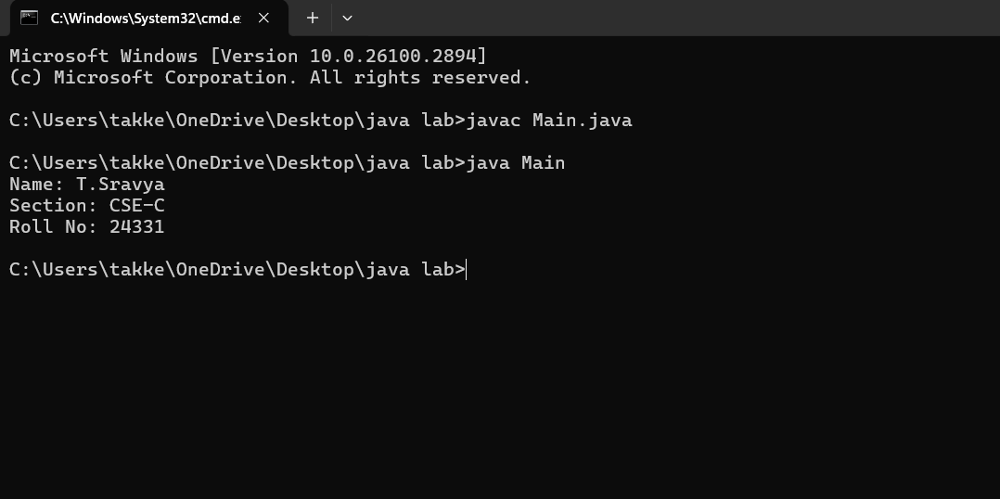 C:\Windows\System32\cmd.e
Microsoft Windows [Version 10.0.26100.2894]
(c) Microsoft Corporation. All rights reserved.
C:\Users\takke\OneDrive\Desktop\java lab>javac Main.java
C:\Users\takke\OneDrive\Desktop\java lab>java Main
Name: T.Sravya
Section: CSE-C
Roll No: 24331
C:\Users\takke\OneDrive\Desktop\java lab>